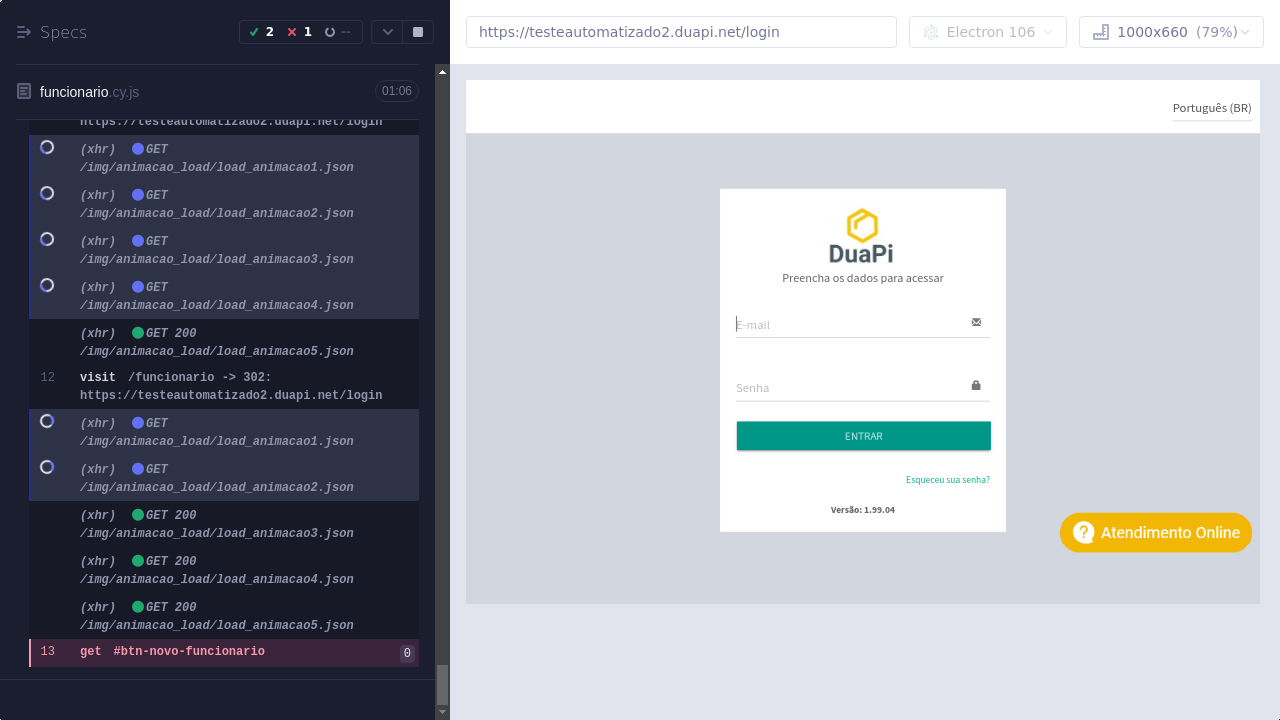 Specs
2
1
--
funcionario.cy.js
01:06
https://testeautomatizado2.duapi.net/login
(xhr) GET
/img/animacao_load/load_animacao1.json
(xhr) GET
/img/animacao_load/load_animacao2.json
(xhr) GET
/img/animacao_load/load_animacao3.json
(xhr) GET
/img/animacao_load/load_animacao4.json
(xhr) GET 200
/img/animacao_load/load_animacao5.json
12 visit /funcionario -> 302:
https://testeautomatizado2.duapi.net/login
(xhr) GET
/img/animacao_load/load_animacao1.json
(xhr) GET
/img/animacao_load/load_animacao2.json
(xhr) GET 200
/img/animacao_load/load_animacao3.json
(xhr) GET 200
/img/animacao_load/load_animacao4.json
(xhr) GET 200
/img/animacao_load/load_animacao5.json
13 get #btn-novo-funcionario 0
https://testeautomatizado2.duapi.net/login
Electron 106
1000x660 (79%)
Português (BR)
DuaPi
Preencha os dados para acessar
E-mail
Senha
ENTRAR
Esqueceu sua senha?
Versão: 1.99.04
Atendimento Online